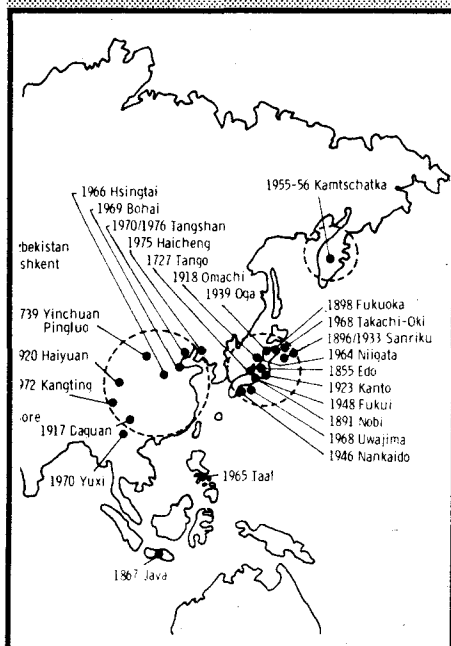 1955-56 Kamtschatka
1966 Hsingtai
1969 Bohai
1970/1976 Tangshan
1975 Haicheng
1727 Tango
1918 Omachi
1939 Oga
bekistan
shkent
739 Yinchuan
Pingluo
920 Haiyuan
972 Kangting
ore
1917 Daquan
1970 Yuxi
1898 Fukuoka
1968 Takachi-Oki
1896/1933 Sanriku
1964 Niigata
1855 Edo
1923 Kanto
1948 Fukui
1891 Nobi
1968 Uwajima
1946 Nankaido
1965 Taal
1867 Java